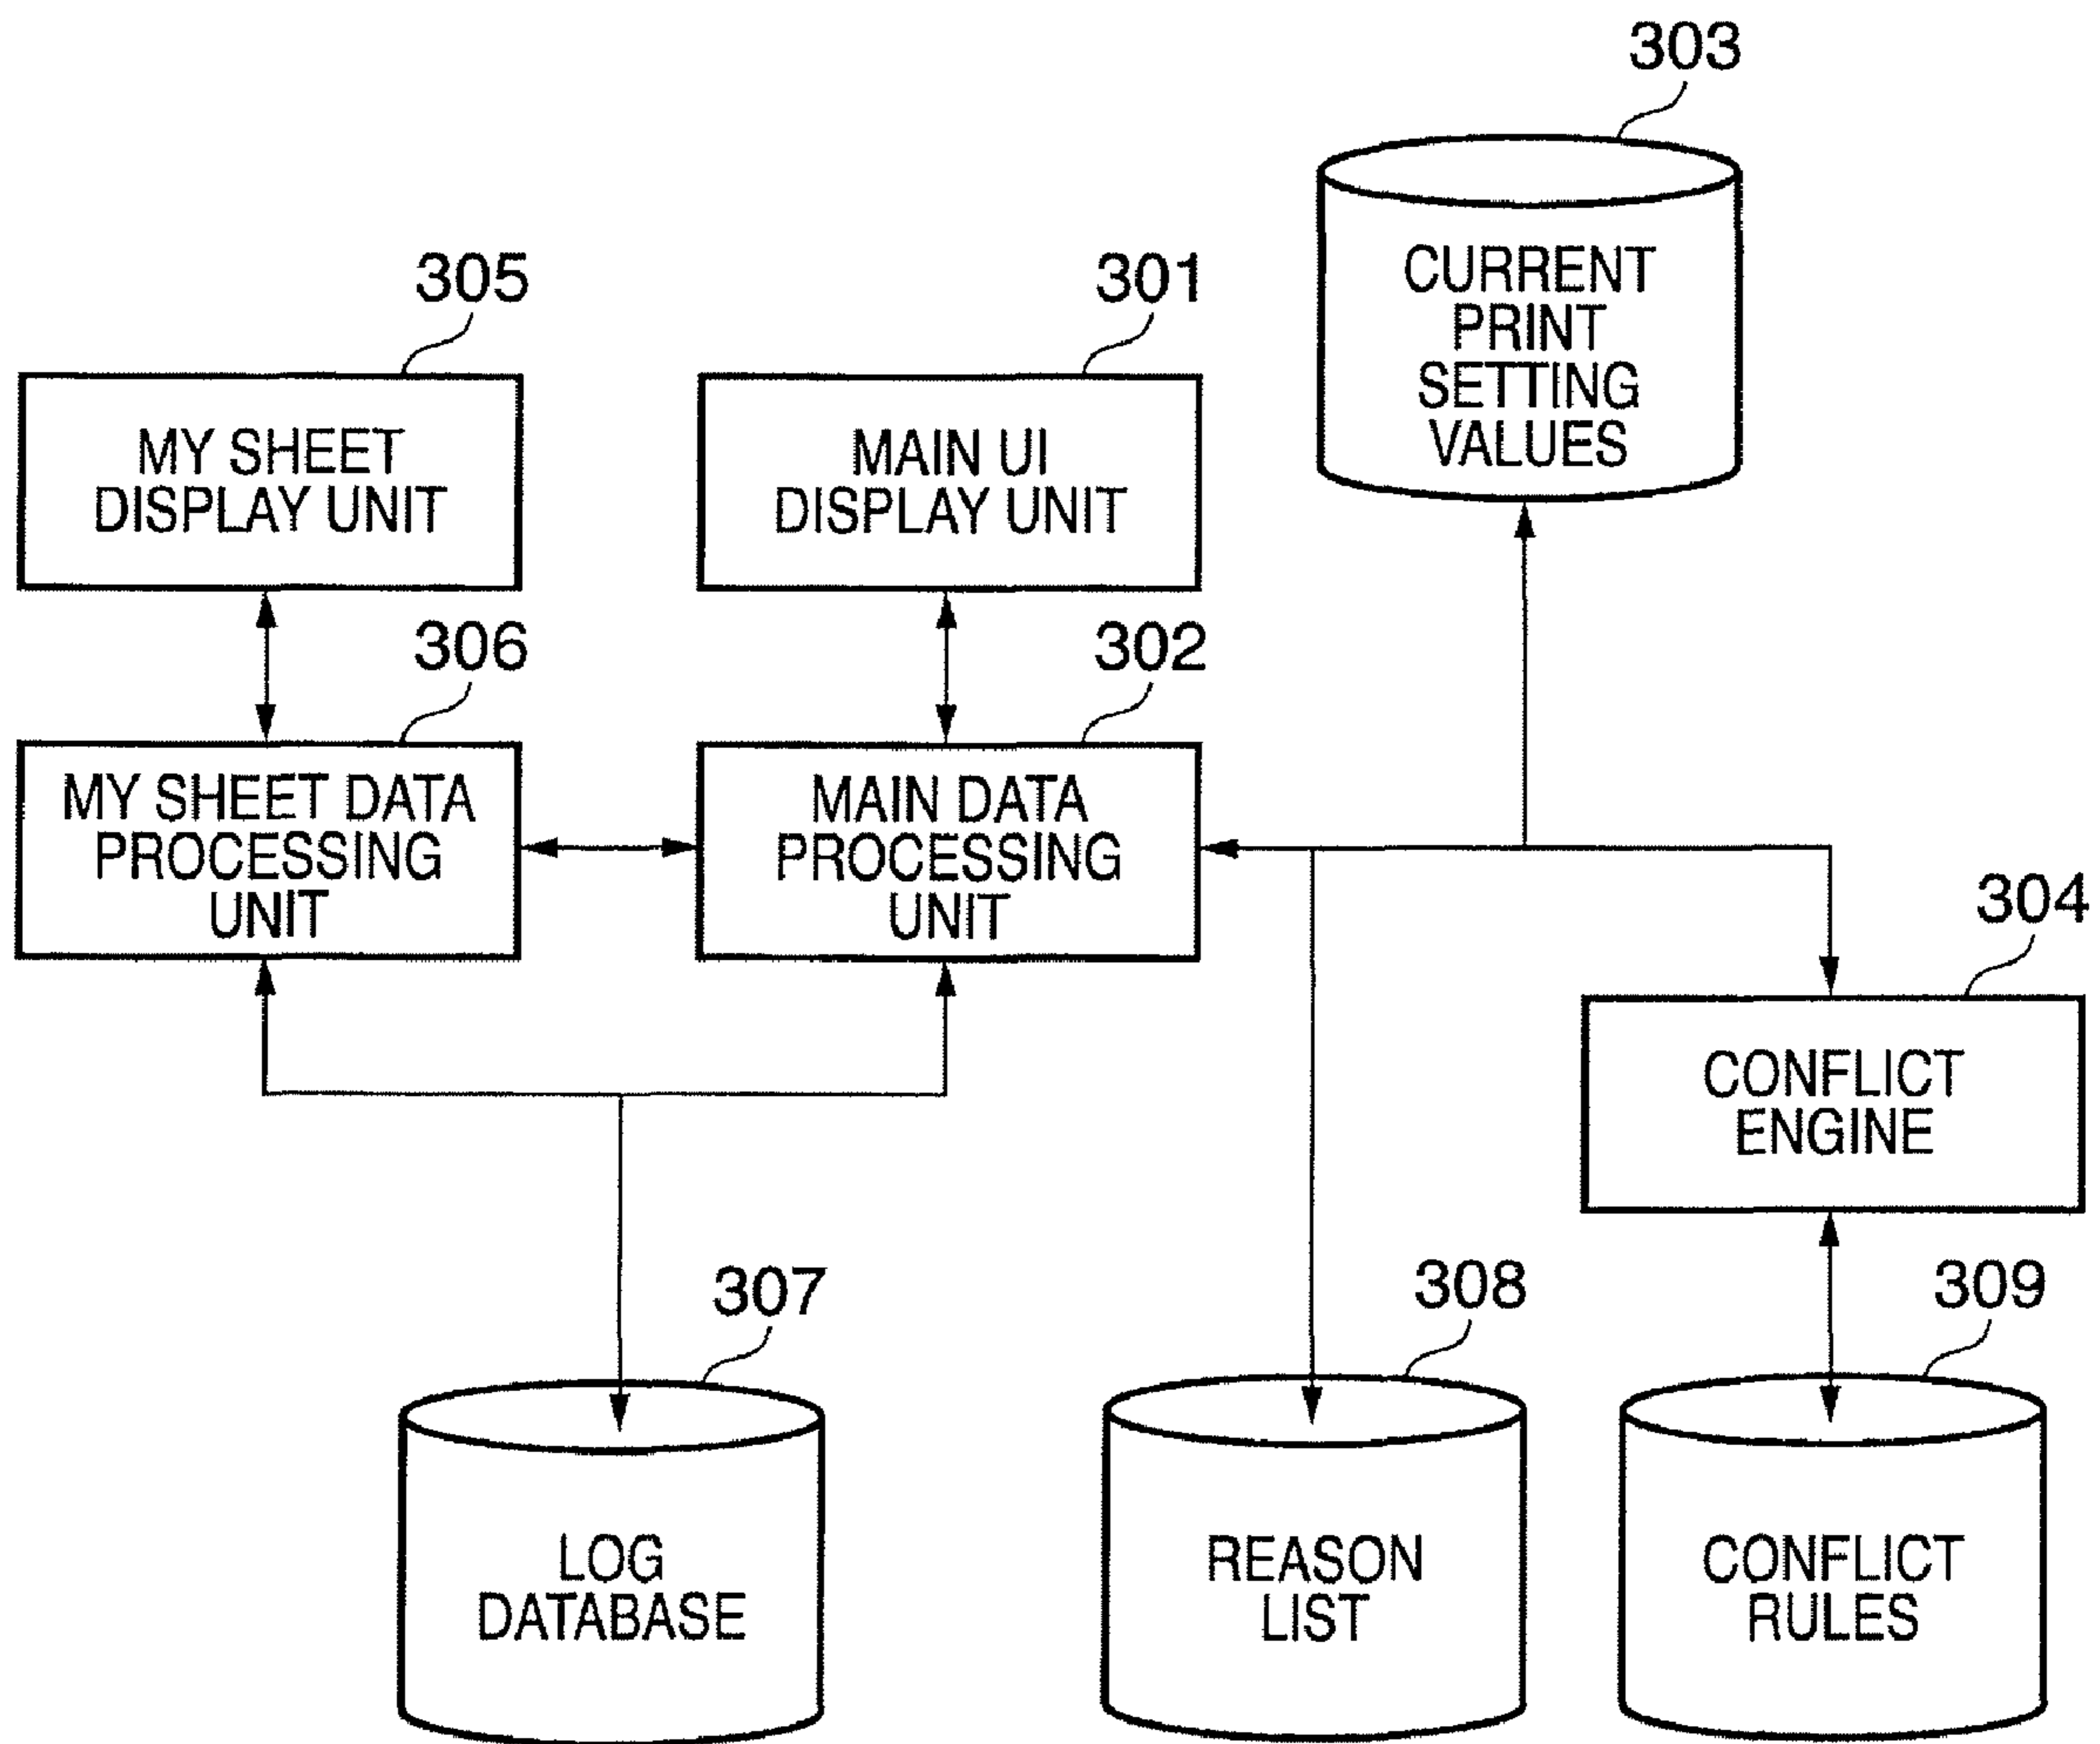 303
CURRENT
PRINT
SETTING
VALUES
305
MY SHEET
DISPLAY UNIT
301
MAIN UI
DISPLAY UNIT
306
MY SHEET DATA
PROCESSING
UNIT
302
MAIN DATA
PROCESSING
UNIT
304
CONFLICT
ENGINE
307
LOG
DATABASE
308
REASON
LIST
309
CONFLICT
RULES